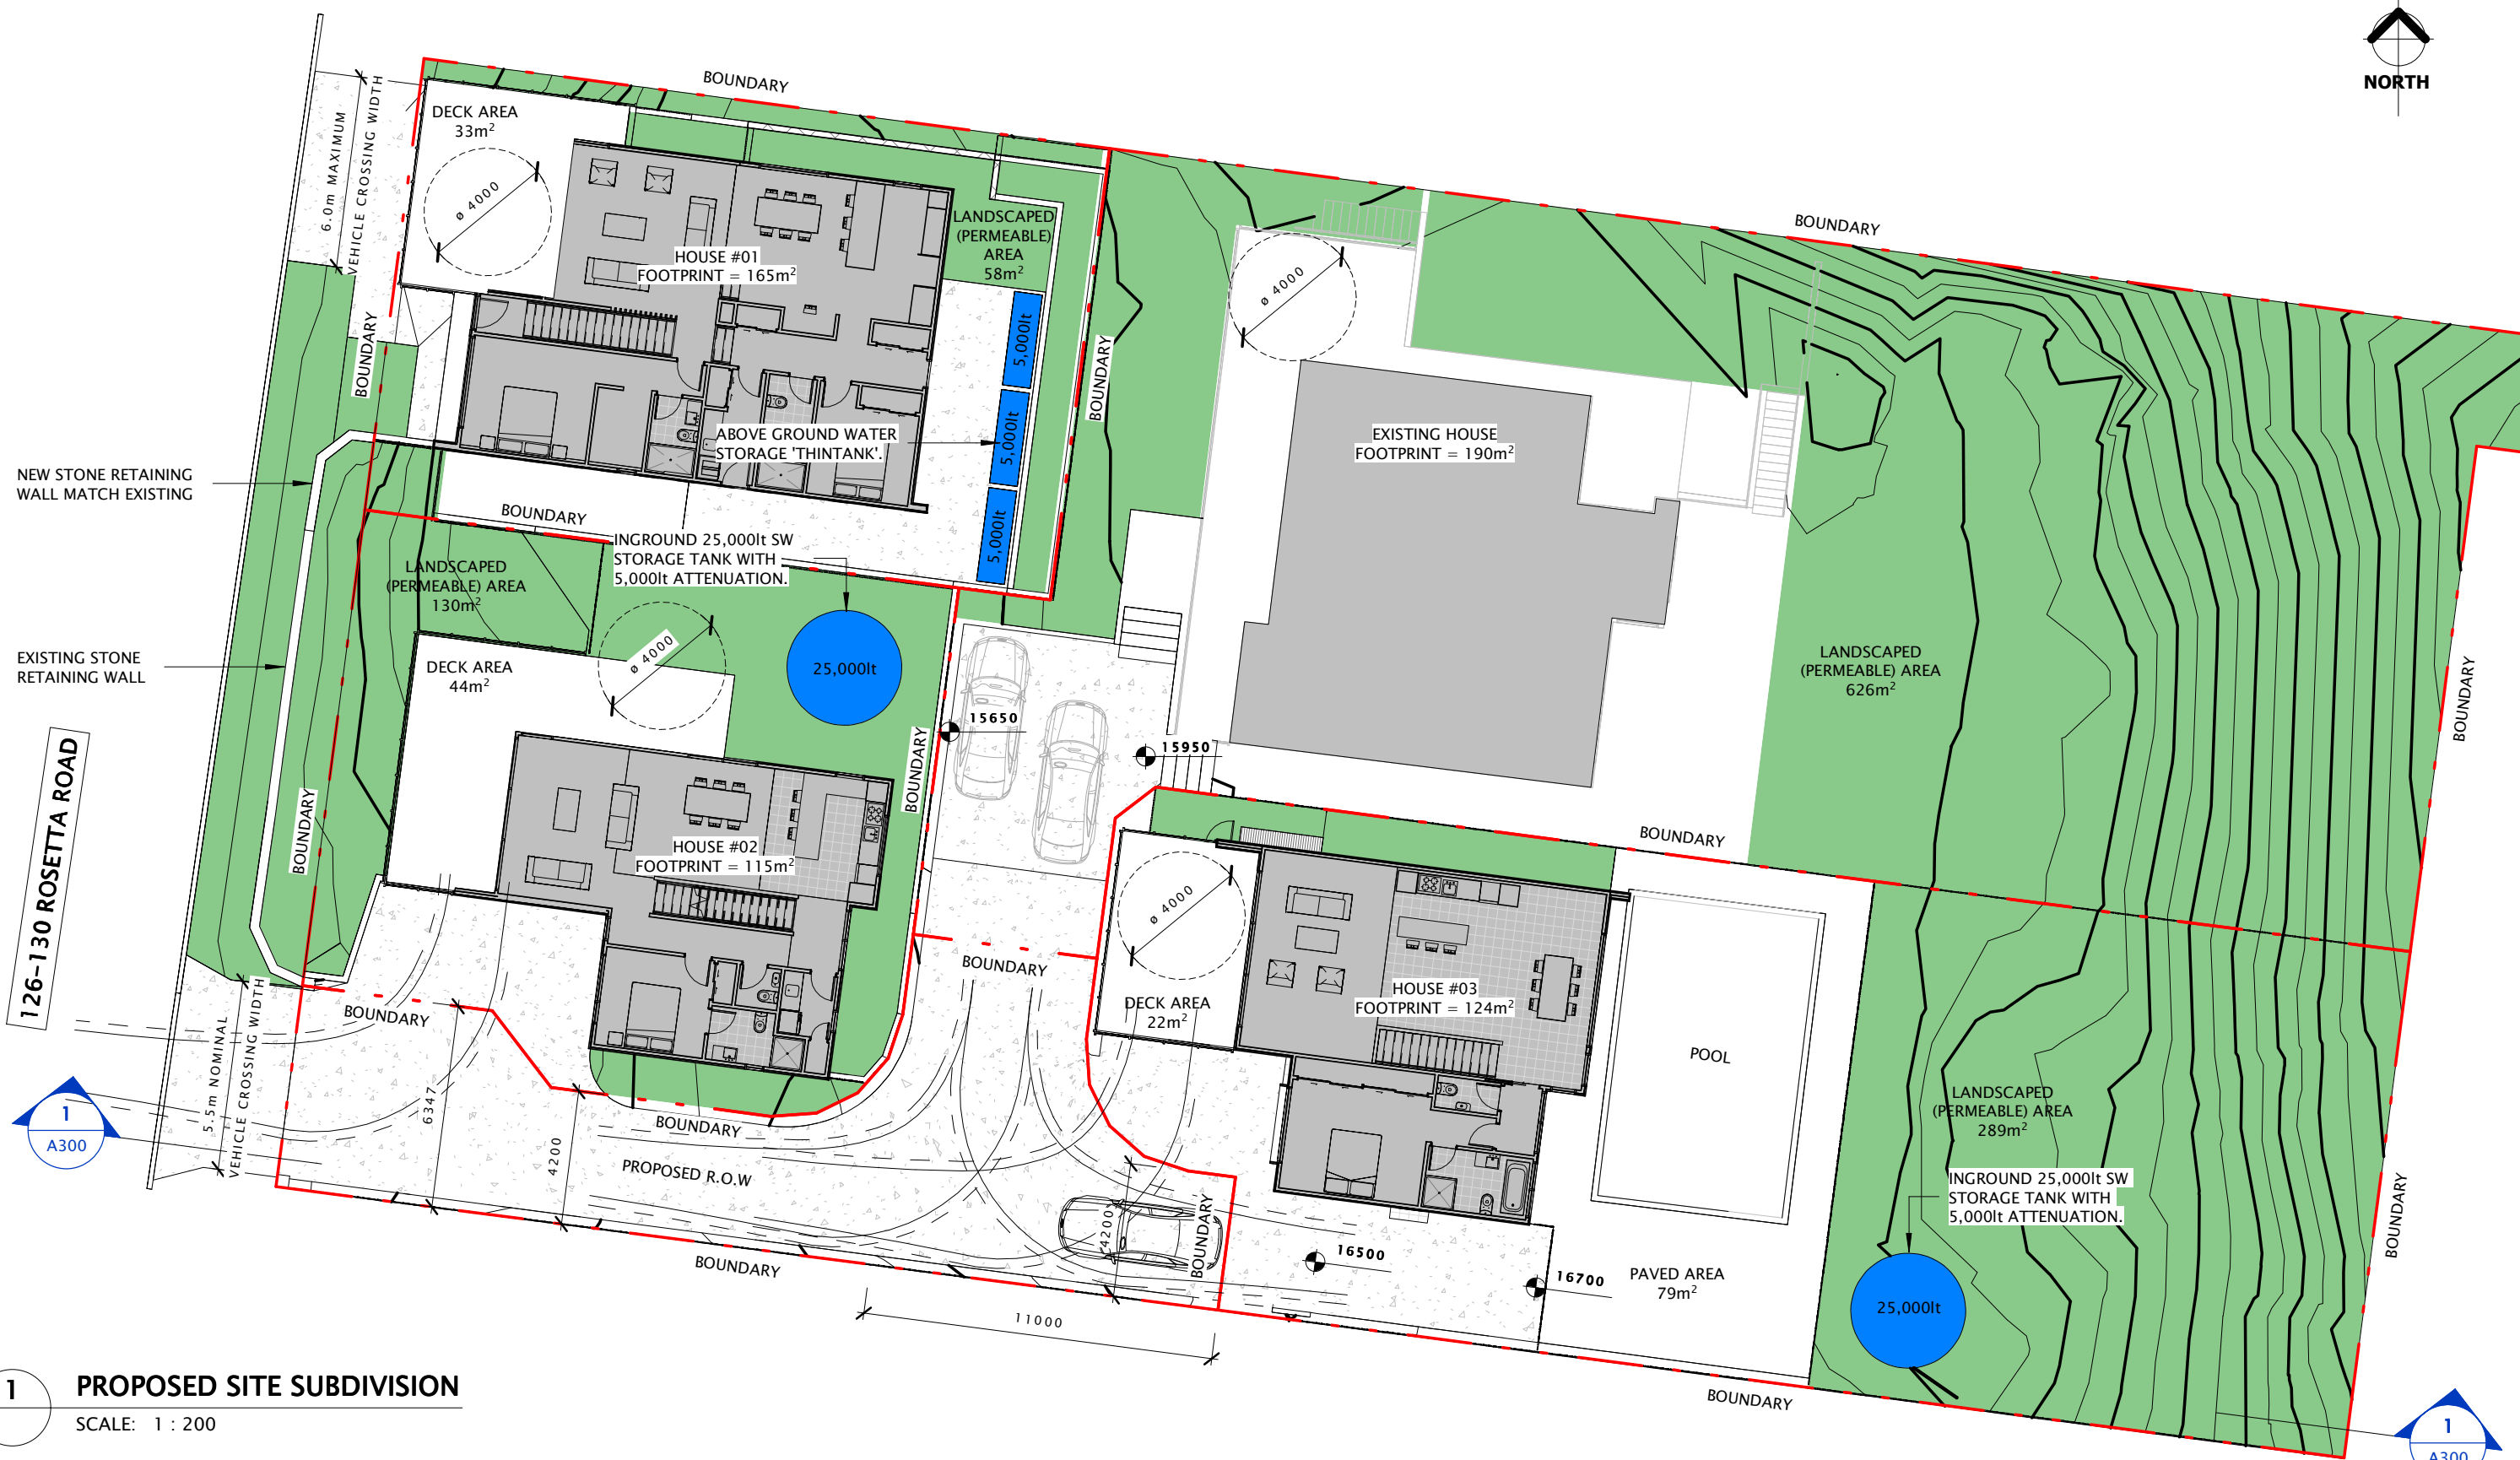 NORTH
BOUNDARY
DECK AREA
33m²
ø 4000
6.0m MAXIMUM
VEHICLE CROSSING WIDTH
HOUSE #01
FOOTPRINT = 165m²
LANDSCAPED
(PERMEABLE)
AREA
58m²
BOUNDARY
ø 4000
BOUNDARY
5,000lt
5,000lt
5,000lt
BOUNDARY
ABOVE GROUND WATER
STORAGE 'THINTANK'.
EXISTING HOUSE
FOOTPRINT = 190m²
NEW STONE RETAINING
WALL MATCH EXISTING
BOUNDARY
INGROUND 25,000lt SW
STORAGE TANK WITH
5,000lt ATTENUATION.
LANDSCAPED
(PERMEABLE) AREA
130m²
EXISTING STONE
RETAINING WALL
DECK AREA
44m²
ø 4000
25,000lt
LANDSCAPED
(PERMEABLE) AREA
626m²
BOUNDARY
15650
15950
BOUNDARY
126-130 ROSETTA ROAD
BOUNDARY
HOUSE #02
FOOTPRINT = 115m²
BOUNDARY
ø 4000
BOUNDARY
DECK AREA
22m²
HOUSE #03
FOOTPRINT = 124m²
POOL
BOUNDARY
5.5m NOMINAL
VEHICLE CROSSING WIDTH
6347
4200
BOUNDARY
PROPOSED R.O.W
LANDSCAPED
(PERMEABLE) AREA
289m²
INGROUND 25,000lt SW
STORAGE TANK WITH
5,000lt ATTENUATION.
BOUNDARY
1
A300
4200
BOUNDARY
16500
16700
PAVED AREA
79m²
25,000lt
BOUNDARY
11000
BOUNDARY
1
PROPOSED SITE SUBDIVISION
SCALE: 1 : 200
1
A300